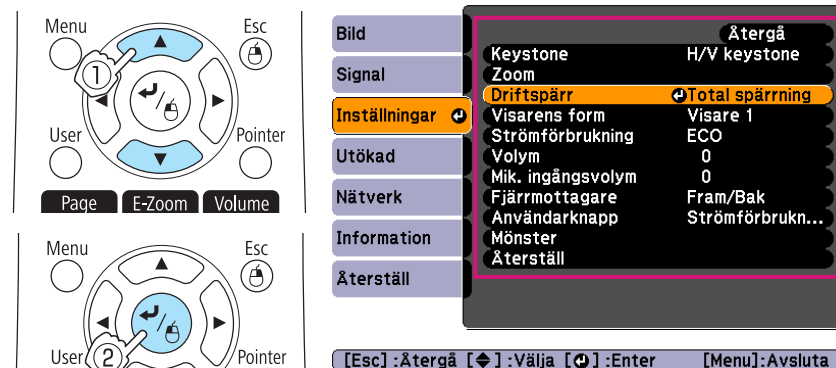 Menu
Esc
1
User
Pointer
Page
E-Zoom
Volume
Menu
Esc
User
2
Pointer
Bild
Signal
Inställningar
Utökad
Nätverk
Information
Återställ
Återgå
Keystone H/V keystone
Zoom
Driftspärr Total spärrning
Visarens form Visare 1
Strömförbrukning ECO
Volym 0
Mik. ingångsvolym 0
Fjärrmottagare Fram/Bak
Användarknapp Strömförbrukn...
Mönster
Återställ
[Esc] :Återgå [◆] :Välja [⏎] :Enter [Menu]:Avsluta